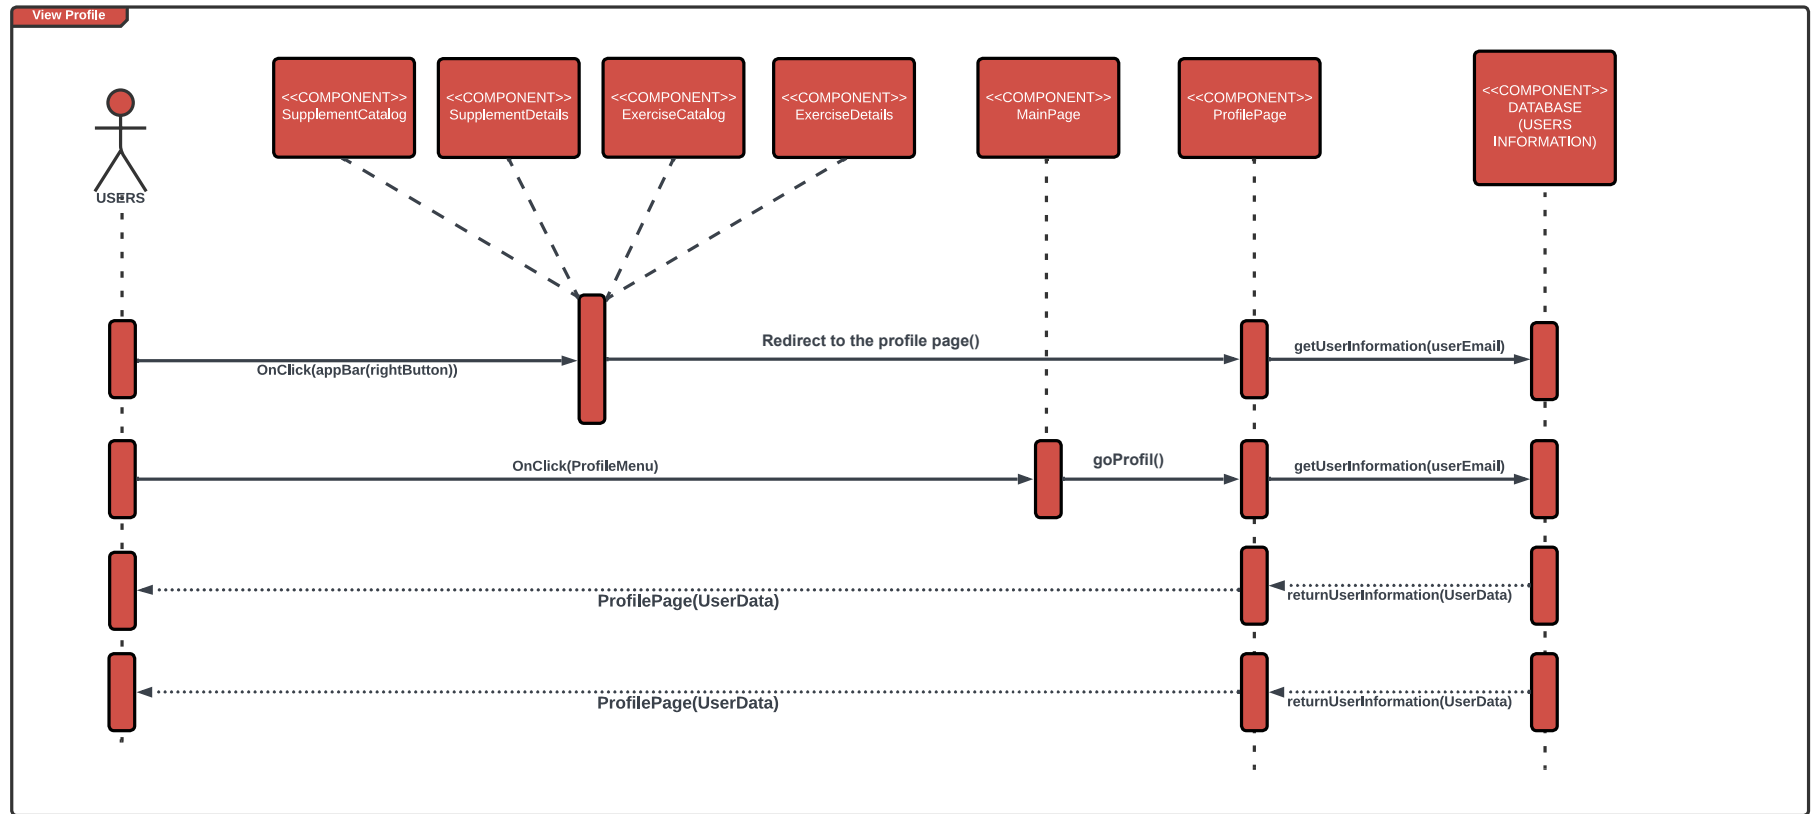 View Profile
<<COMPONENT>>
SupplementCatalog
<<COMPONENT>>
SupplementDetails
<<COMPONENT>>
ExerciseCatalog
<<COMPONENT>>
ExerciseDetails
<<COMPONENT>>
MainPage
<<COMPONENT>>
ProfilePage
<<COMPONENT>>
DATABASE
(USERS
INFORMATION)
USERS
OnClick(appBar(rightButton))
Redirect to the profile page()
getUserInformation(userEmail)
OnClick(ProfileMenu)
goProfil()
getUserInformation(userEmail)
ProfilePage(UserData)
returnUserInformation(UserData)
ProfilePage(UserData)
returnUserInformation(UserData)